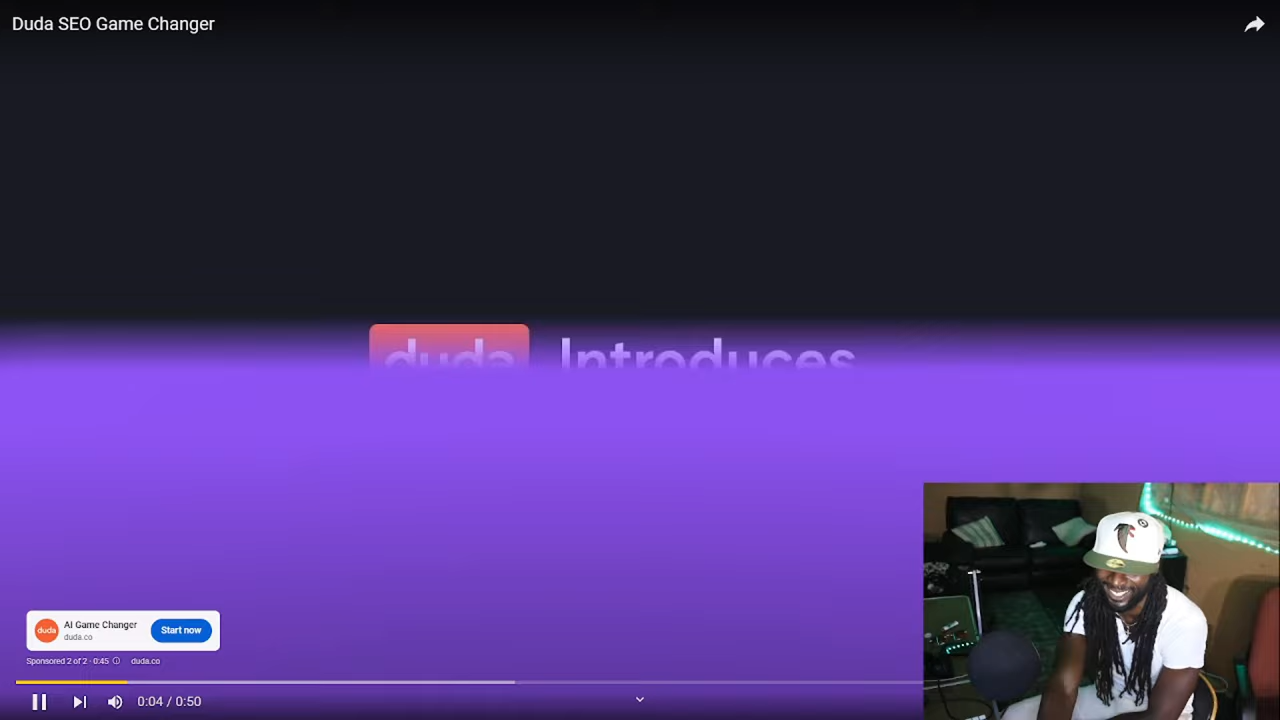 Duda SEO Game Changer
duda Introduces
duda
AI Game Changer
duda.co
Start now
Sponsored 2 of 2 · 0:45
duda.co
0:04 / 0:50